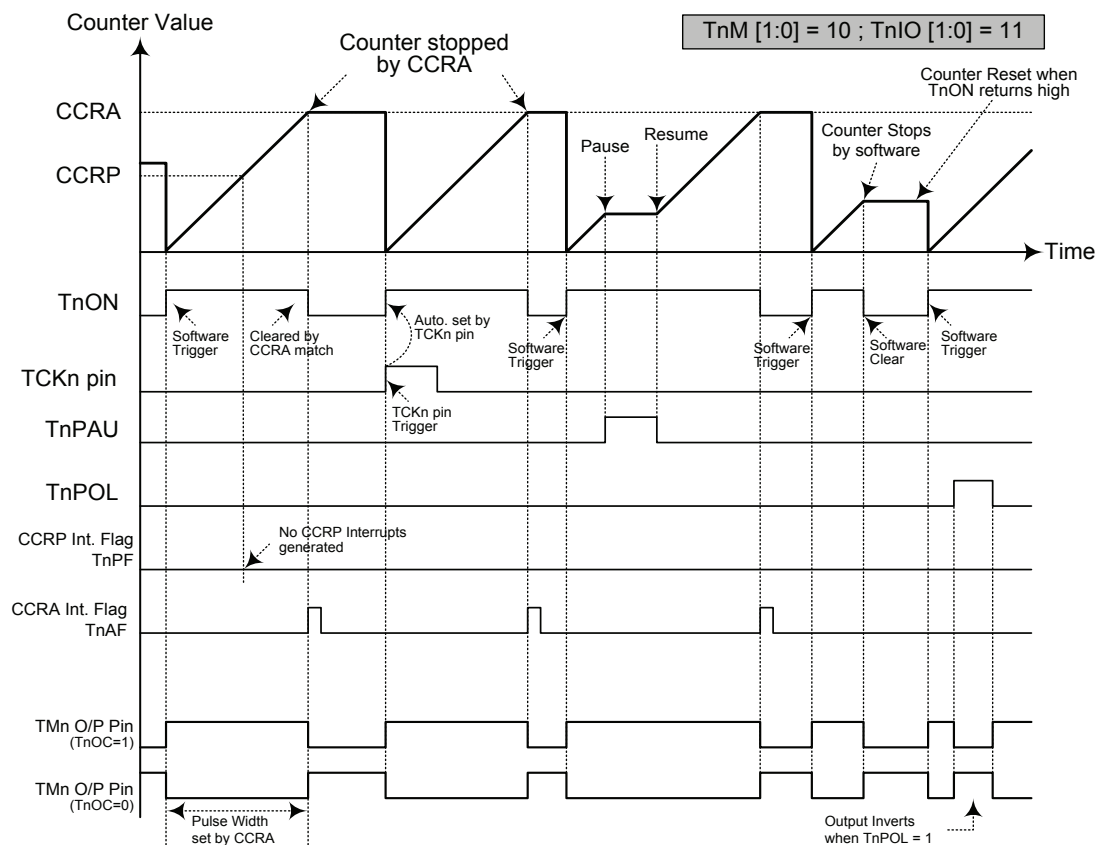 Counter Value
TnM [1:0] = 10 ; TnIO [1:0] = 11
Counter stopped
by CCRA
Counter Reset when
TnON returns high
CCRA
Pause
Resume
Counter Stops
by software
CCRP
Time
TnON
Software
Trigger
Cleared by
CCRA match
Auto. set by
TCKn pin
Software
Trigger
Software
Trigger
Software
Clear
Software
Trigger
TCKn pin
TCKn pin
Trigger
TnPAU
TnPOL
CCRP Int. Flag
TnPF
No CCRP Interrupts
generated
CCRA Int. Flag
TnAF
TMn O/P Pin
(TnOC=1)
TMn O/P Pin
(TnOC=0)
Pulse Width
set by CCRA
Output Inverts
when TnPOL = 1